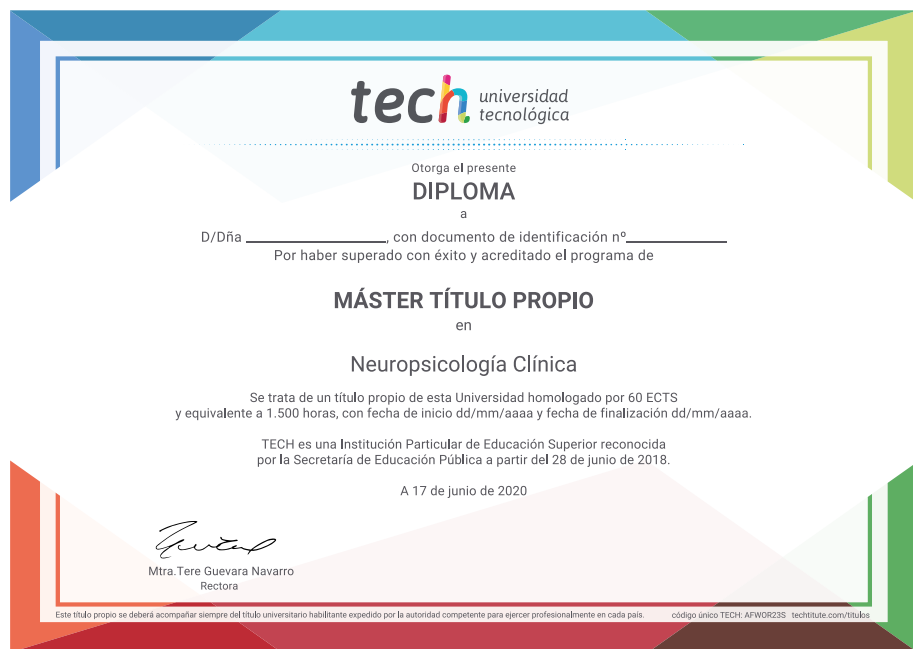 tech universidad
tecnológica
Otorga el presente
DIPLOMA
a
D/Dña ______________, con documento de identificación nº__________
Por haber superado con éxito y acreditado el programa de
MÁSTER TÍTULO PROPIO
en
Neuropsicología Clínica
Se trata de un título propio de esta Universidad homologado por 60 ECTS
y equivalente a 1.500 horas, con fecha de inicio dd/mm/aaaa y fecha de finalización dd/mm/aaaa.
TECH es una Institución Particular de Educación Superior reconocida
por la Secretaría de Educación Pública a partir del 28 de junio de 2018.
A 17 de junio de 2020
Mtra.Tere Guevara Navarro
Rectora
Este título propio se deberá acompañar siempre del título universitario habilitante expedido por la autoridad competente para ejercer profesionalmente en cada país. código único TECH: AFWOR23S techtitute.com/títulos